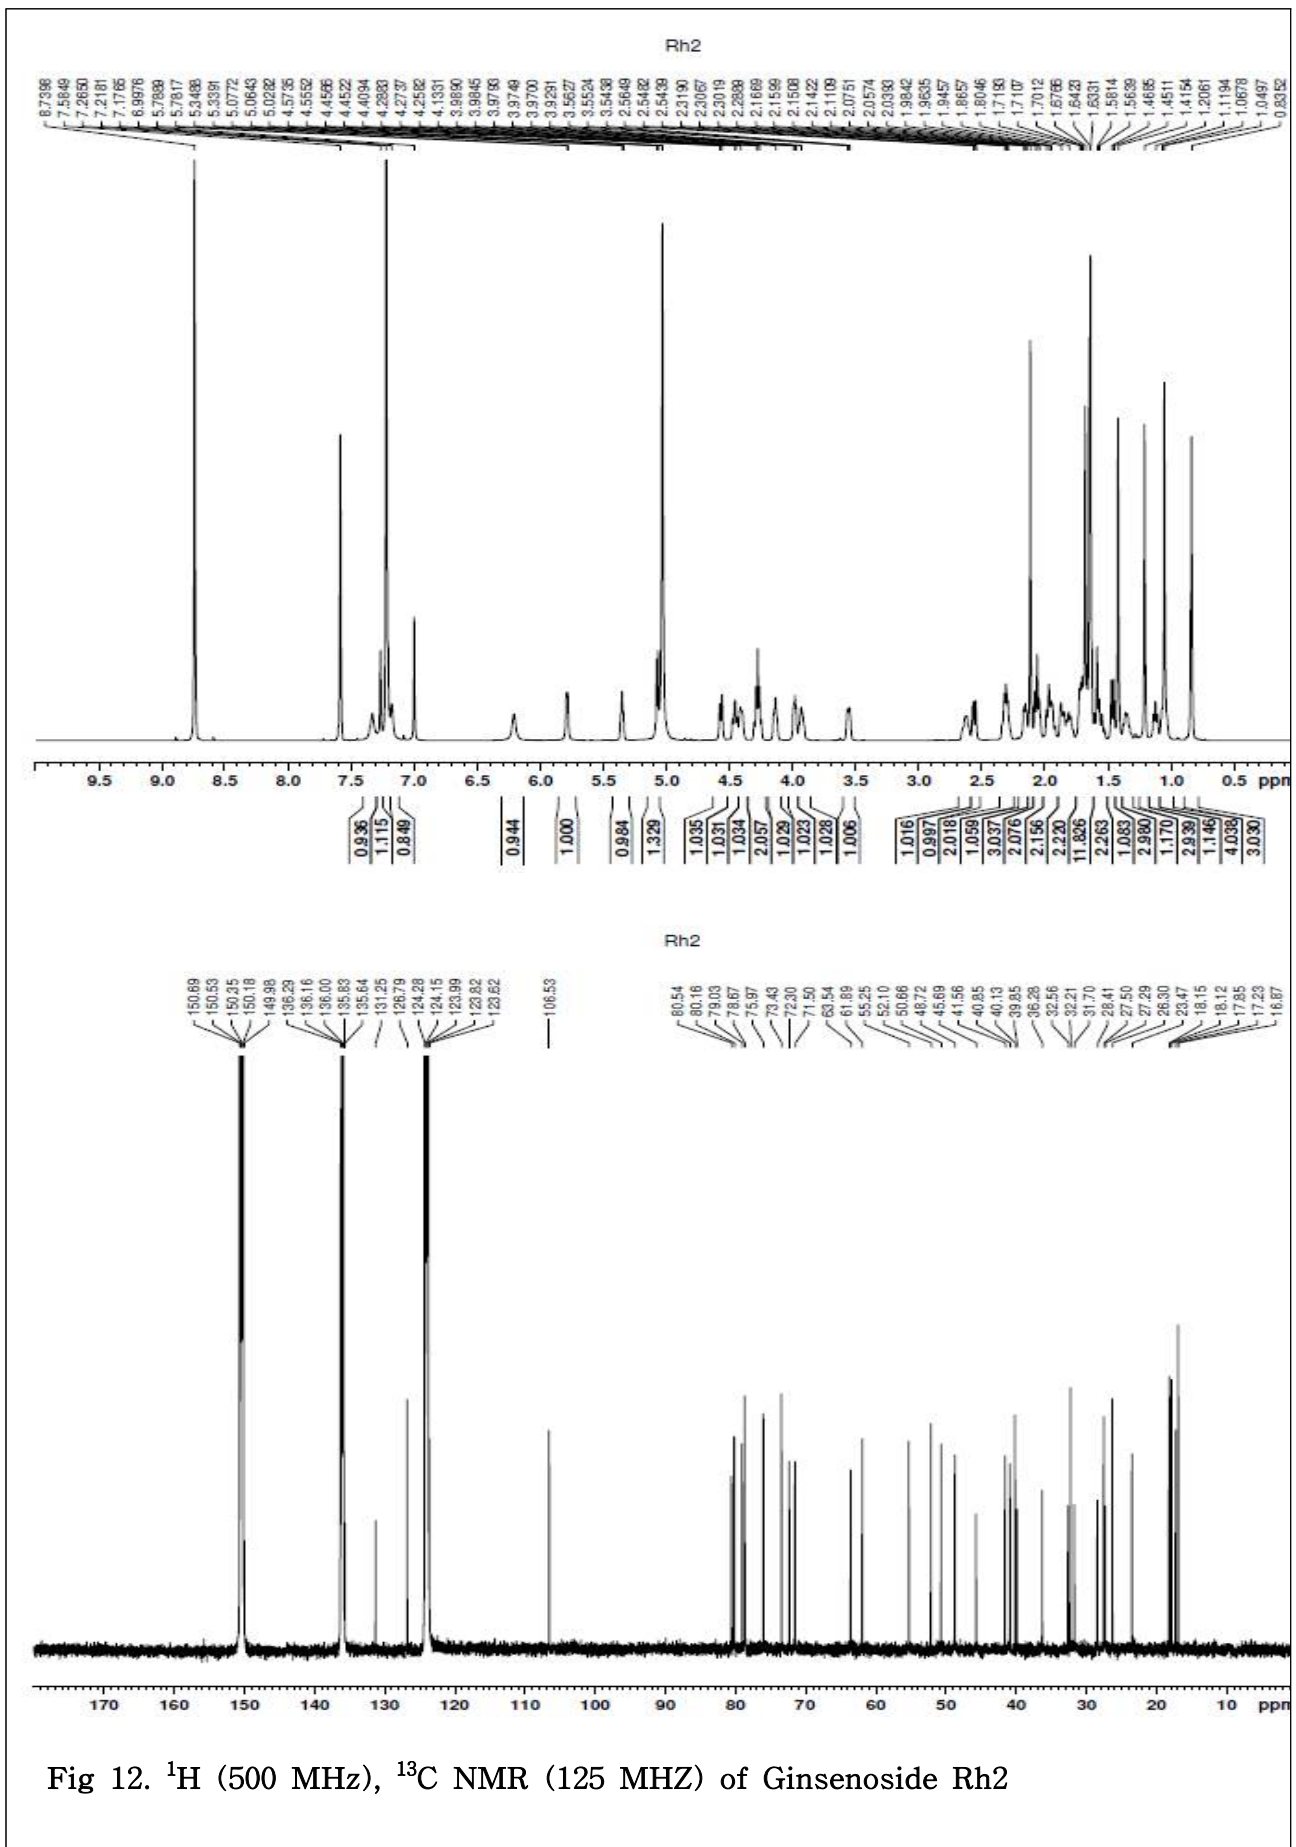 Rh2
8.7398 7.5849 7.2650 7.2181 7.1765 6.9976 5.7889 5.7817 5.3486 5.3391 5.0772 5.0643 5.0282 4.5735 4.5552 4.4565 4.4522 4.4094 4.2883 4.2737 4.2582 4.1331 3.9890 3.9845 3.9793 3.9749 3.9700 3.9291 3.5627 3.5524 3.5438 2.5649 2.5482 2.5439 2.3190 2.3067 2.3019 2.2889 2.1669 2.1599 2.1508 2.1422 2.1109 2.0751 2.0574 2.0393 1.9842 1.9635 1.9457 1.8657 1.8046 1.7193 1.7107 1.7012 1.6786 1.6423 1.6331 1.5814 1.5639 1.4685 1.4511 1.4154 1.2061 1.1194 1.0678 1.0497 0.8352
9.5 9.0 8.5 8.0 7.5 7.0 6.5 6.0 5.5 5.0 4.5 4.0 3.5 3.0 2.5 2.0 1.5 1.0 0.5 ppm
0.936 1.115 0.849 0.944 1.000 0.984 1.329 1.035 1.031 1.034 2.057 1.029 1.023 1.028 1.006 1.016 0.997 2.018 1.059 3.037 2.076 2.156 2.220 11.826 2.263 1.083 2.980 1.170 2.939 1.146 4.038 3.030
Rh2
150.69 150.53 150.35 150.18 149.98 136.29 136.16 136.00 135.83 135.64 131.25 126.79 124.28 124.15 123.99 123.82 123.62 106.53 80.54 80.16 79.03 78.67 75.97 73.43 72.30 71.50 63.54 61.89 55.25 52.10 50.66 48.72 45.69 41.56 40.85 40.13 39.85 36.28 32.56 32.21 31.70 28.41 27.50 27.29 26.30 23.47 18.15 18.12 17.85 17.23 16.87
170 160 150 140 130 120 110 100 90 80 70 60 50 40 30 20 10 ppm
Fig 12. ¹H (500 MHz), ¹³C NMR (125 MHZ) of Ginsenoside Rh2